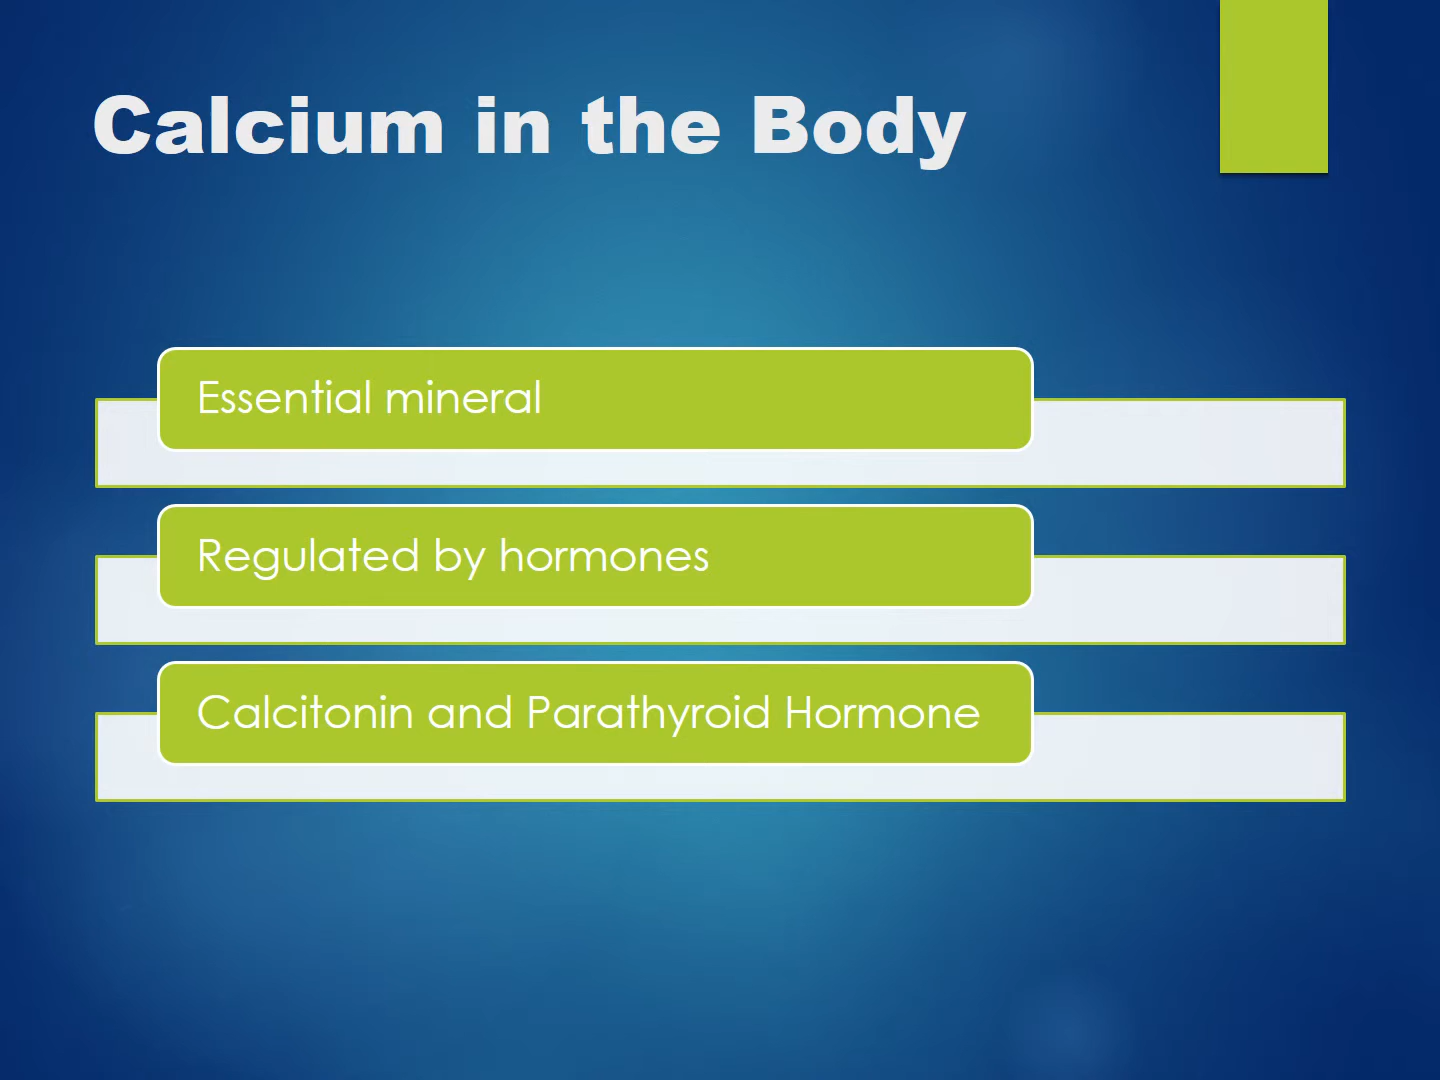 Calcium in the Body
Essential mineral
Regulated by hormones
Calcitonin and Parathyroid Hormone